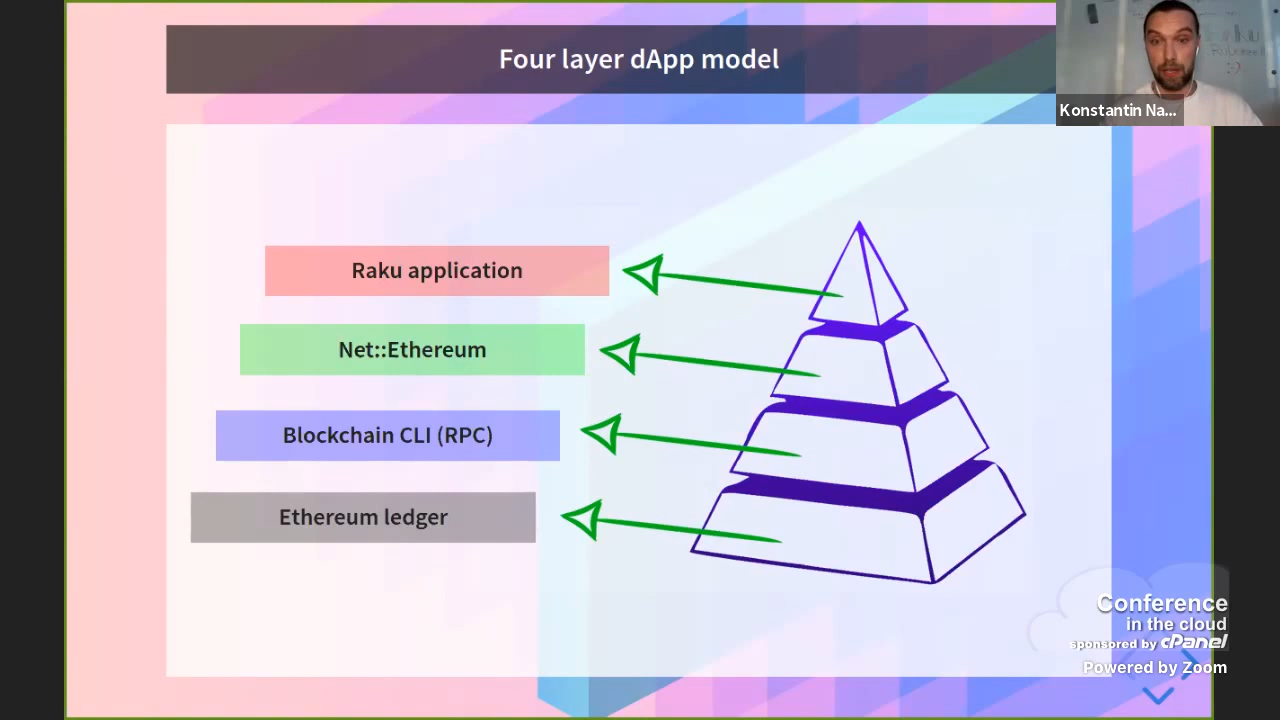 Four layer dApp model
Konstantin Na...
Raku application
Net::Ethereum
Blockchain CLI (RPC)
Ethereum ledger
Conference
in the cloud
sponsored by cPanel
Powered by Zoom